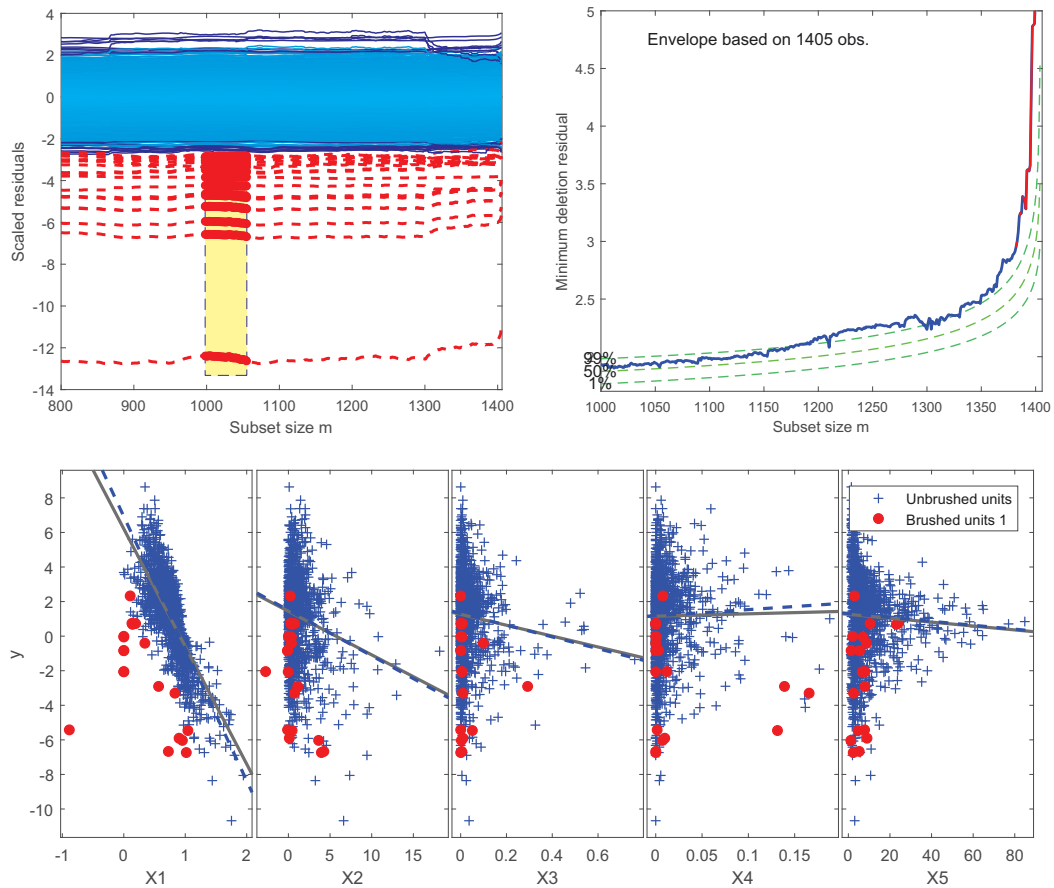 4
2
0
-2
-4
-6
-8
-10
-12
-14
800 900 1000 1100 1200 1300 1400
Scaled residuals
Subset size m
Envelope based on 1405 obs.
5
4.5
4
3.5
3
2.5
99%
50%
1%
1000 1050 1100 1150 1200 1250 1300 1350 1400
Minimum deletion residual
Subset size m
8
6
4
2
0
-2
-4
-6
-8
-10
y
Unbrushed units
Brushed units 1
-1 0 1 2
0 5 10 15
0 0.2 0.4 0.6
0 0.05 0.1 0.15
0 20 40 60 80
X1 X2 X3 X4 X5